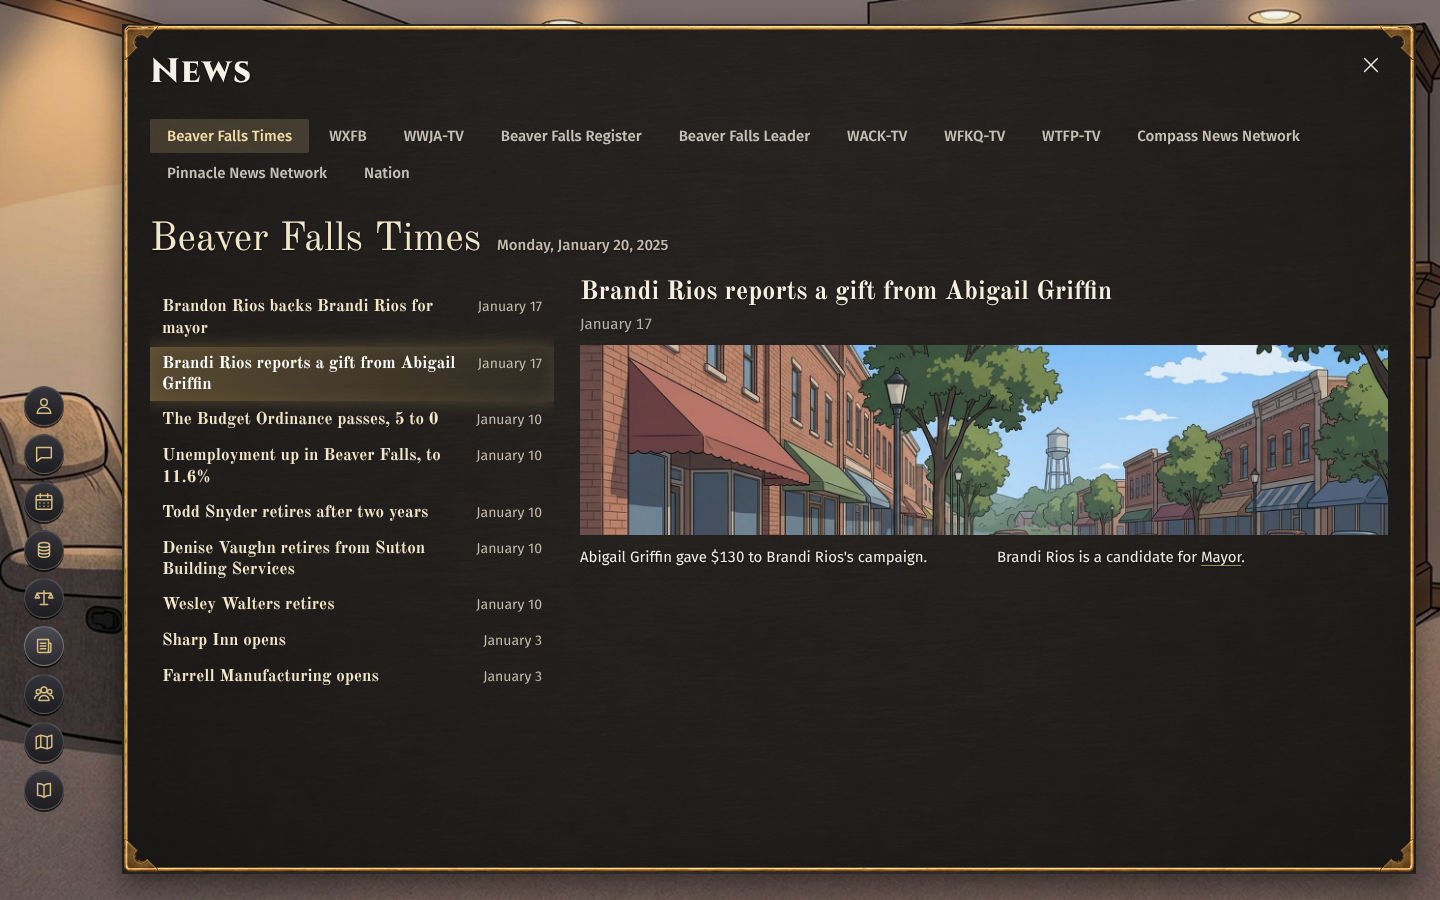 News
Beaver Falls Times
WXFB
WWJA-TV
Beaver Falls Register
Beaver Falls Leader
WACK-TV
WFKQ-TV
WTFP-TV
Compass News Network
Pinnacle News Network
Nation
Beaver Falls Times
Monday, January 20, 2025
Brandon Rios backs Brandi Rios for
mayor
January 17
Brandi Rios reports a gift from Abigail
Griffin
January 17
The Budget Ordinance passes, 5 to 0
January 10
Unemployment up in Beaver Falls, to
11.6%
January 10
Todd Snyder retires after two years
January 10
Denise Vaughn retires from Sutton
Building Services
January 10
Wesley Walters retires
January 10
Sharp Inn opens
January 3
Farrell Manufacturing opens
January 3
Brandi Rios reports a gift from Abigail Griffin
January 17
Abigail Griffin gave $130 to Brandi Rios's campaign.
Brandi Rios is a candidate for Mayor.